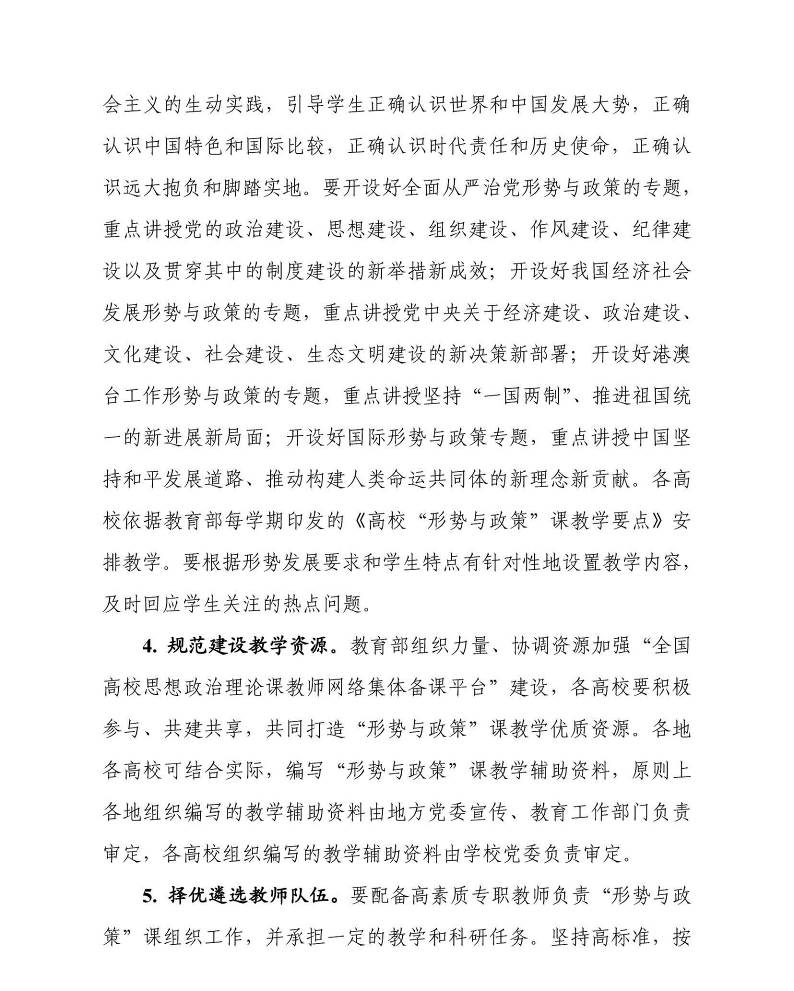 会主义的生动实践，引导学生正确认识世界和中国发展大势，正确
认识中国特色和国际比较，正确认识时代责任和历史使命，正确认
识远大抱负和脚踏实地。要开设好全面从严治党形势与政策的专题，
重点讲授党的政治建设、思想建设、组织建设、作风建设、纪律建
设以及贯穿其中的制度建设的新举措新成效；开设好我国经济社会
发展形势与政策的专题，重点讲授党中央关于经济建设、政治建设、
文化建设、社会建设、生态文明建设的新决策新部署；开设好港澳
台工作形势与政策的专题，重点讲授坚持“一国两制”、推进祖国统
一的新进展新局面；开设好国际形势与政策专题，重点讲授中国坚
持和平发展道路、推动构建人类命运共同体的新理念新贡献。各高
校依据教育部每学期印发的《高校“形势与政策”课教学要点》安
排教学。要根据形势发展要求和学生特点有针对性地设置教学内容，
及时回应学生关注的热点问题。
4. 规范建设教学资源。教育部组织力量、协调资源加强“全国
高校思想政治理论课教师网络集体备课平台”建设，各高校要积极
参与、共建共享，共同打造“形势与政策”课教学优质资源。各地
各高校可结合实际，编写“形势与政策”课教学辅助资料，原则上
各地组织编写的教学辅助资料由地方党委宣传、教育工作部门负责
审定，各高校组织编写的教学辅助资料由学校党委负责审定。
5. 择优遴选教师队伍。要配备高素质专职教师负责“形势与政
策”课组织工作，并承担一定的教学和科研任务。坚持高标准，按